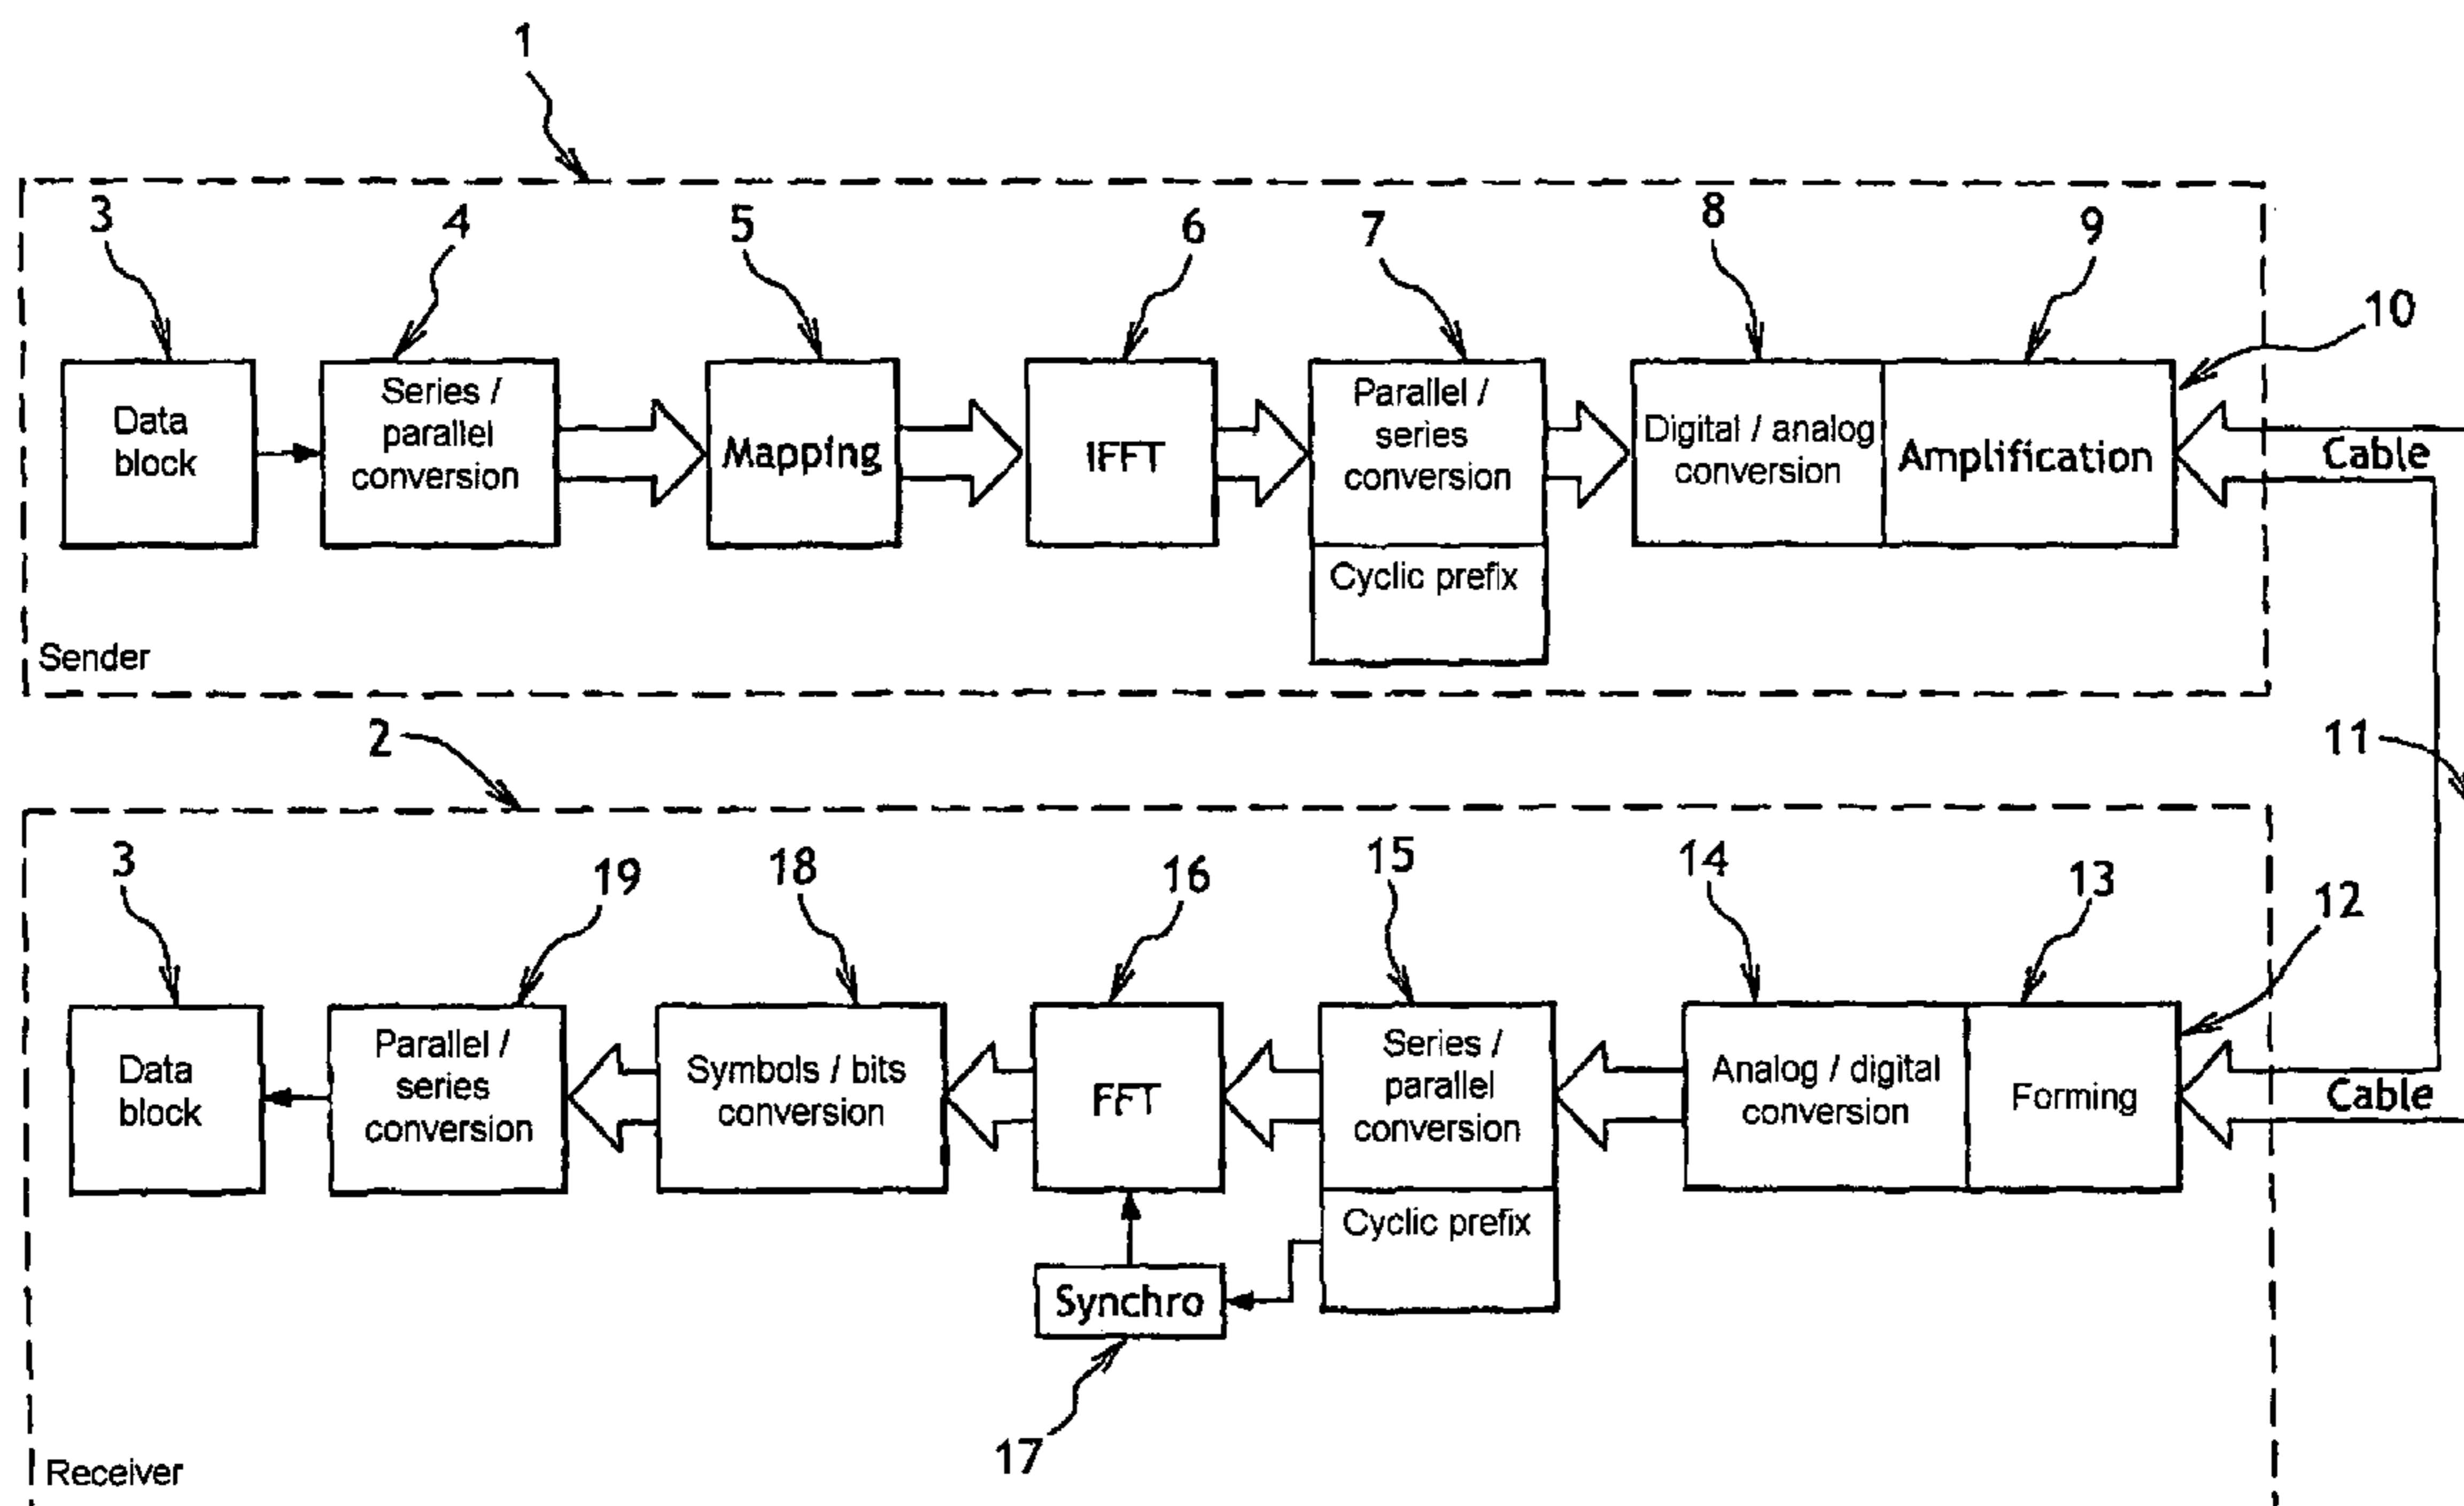 1
3
4
5
6
7
8
9
10
Data
block
Series /
parallel
conversion
Mapping
IFFT
Parallel /
series
conversion
Cyclic prefix
Digital / analog
conversion
Amplification
Cable
Sender
2
11
3
19
18
16
15
14
13
12
Data
block
Parallel /
series
conversion
Symbols / bits
conversion
FFT
Series /
parallel
conversion
Cyclic prefix
Analog / digital
conversion
Forming
Cable
Synchro
17
Receiver